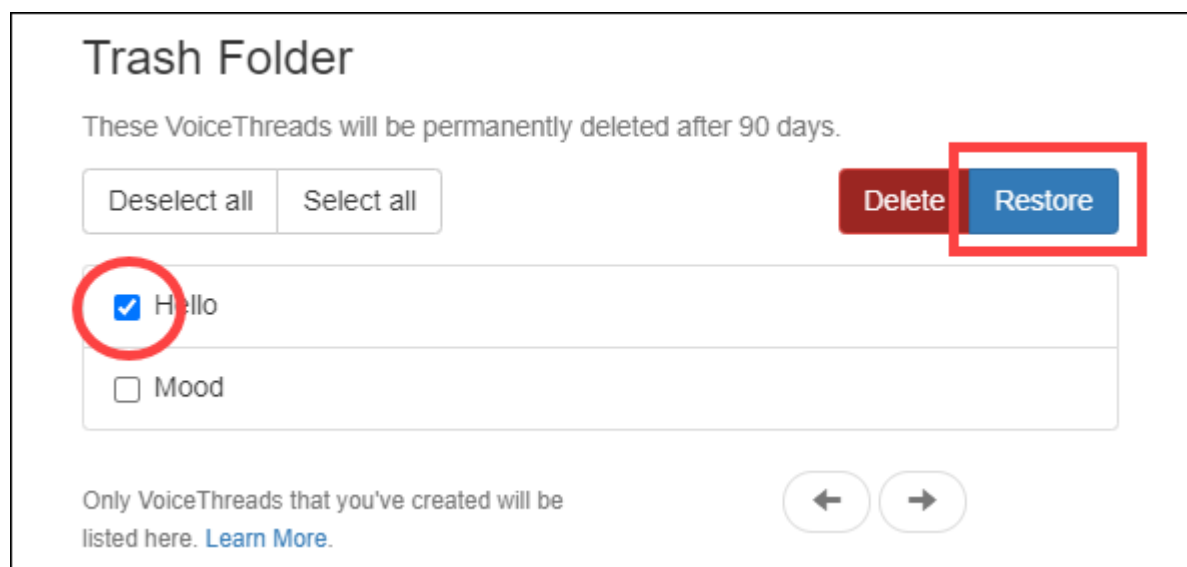 Trash Folder
These VoiceThreads will be permanently deleted after 90 days.
Deselect all Select all Delete Restore
Hello
Mood
Only VoiceThreads that you've created will be
listed here. Learn More.